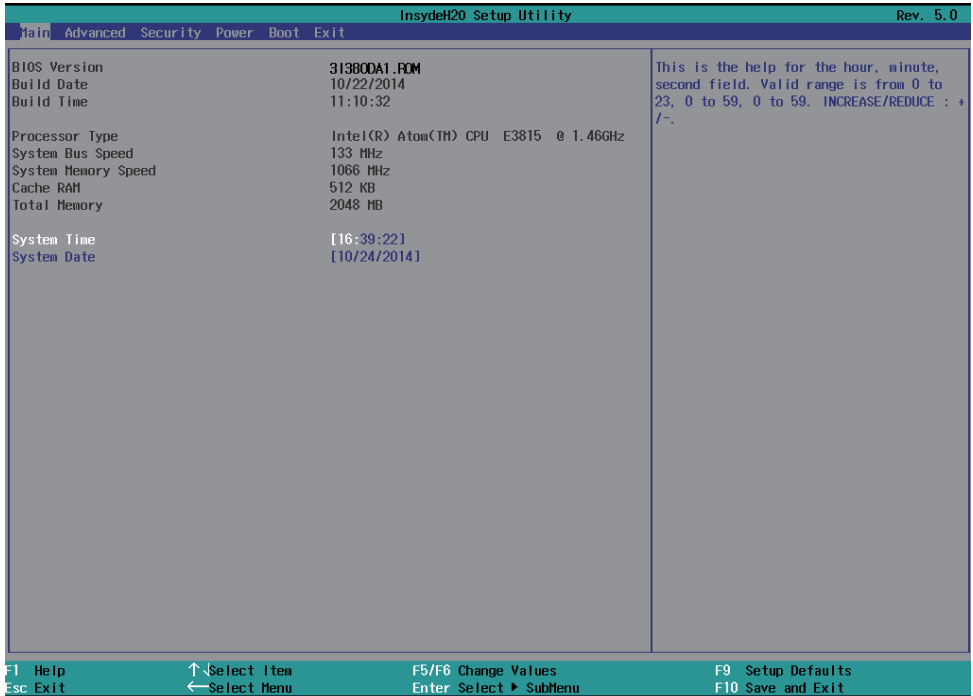 InsydeH20 Setup Utility Rev. 5.0
Main Advanced Security Power Boot Exit
BIOS Version 3I380DA1.ROM
Build Date 10/22/2014
Build Time 11:10:32
Processor Type Intel(R) Atom(TM) CPU E3815 @ 1.46GHz
System Bus Speed 133 MHz
System Memory Speed 1066 MHz
Cache RAM 512 KB
Total Memory 2048 MB
System Time [16:39:22]
System Date [10/24/2014]
This is the help for the hour, minute,
second field. Valid range is from 0 to
23, 0 to 59, 0 to 59. INCREASE/REDUCE : +
/-.
F1 Help ↑↓Select Item F5/F6 Change Values F9 Setup Defaults
Esc Exit ←Select Menu Enter Select ▶ SubMenu F10 Save and Exit